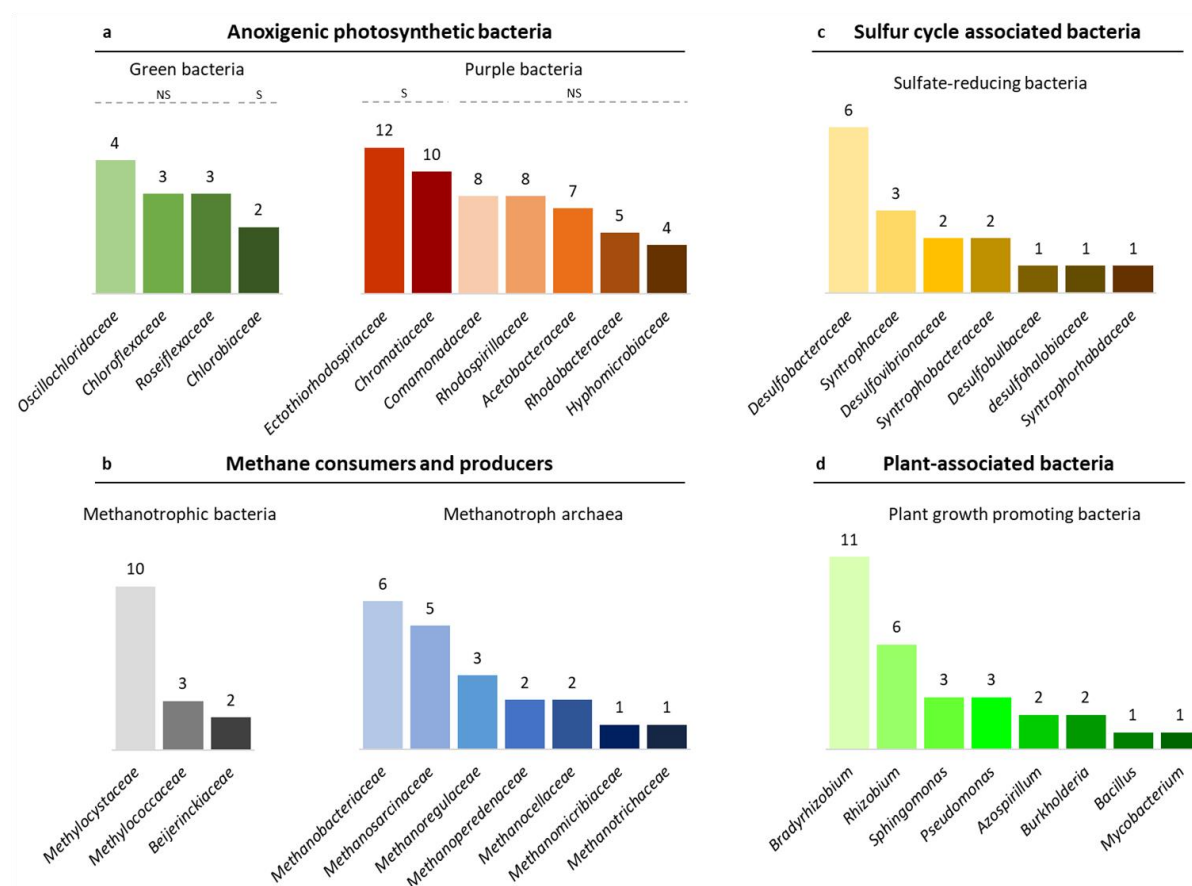 a Anoxigenic photosynthetic bacteria
Green bacteria
Purple bacteria
NS
S
S
NS
4
3
3
2
12
10
8
8
7
5
4
Oscillochloridaceae
Chloroflexaceae
Roseiflexaceae
Chlorobiaceae
Ectothiorhodospiraceae
Chromatiaceae
Comamonadaceae
Rhodospirillaceae
Acetobacteraceae
Rhodobacteraceae
Hyphomicrobiaceae
c Sulfur cycle associated bacteria
Sulfate-reducing bacteria
6
3
2
2
1
1
1
Desulfobacteraceae
Syntrophaceae
Desulfovibrionaceae
Syntrophobacteraceae
Desulfobulbaceae
desulfohalobiaceae
Syntrophorhabdaceae
b Methane consumers and producers
Methanotrophic bacteria
Methanotroph archaea
10
3
2
6
5
3
2
2
1
1
Methylocystaceae
Methylococcaceae
Beijerinckiaceae
Methanobacteriaceae
Methanosarcinaceae
Methanoregulaceae
Methanoperedenaceae
Methanocellaceae
Methanomicribiaceae
Methanotrichaceae
d Plant-associated bacteria
Plant growth promoting bacteria
11
6
3
3
2
2
1
1
Bradyrhizobium
Rhizobium
Sphingomonas
Pseudomonas
Azospirillum
Burkholderia
Bacillus
Mycobacterium